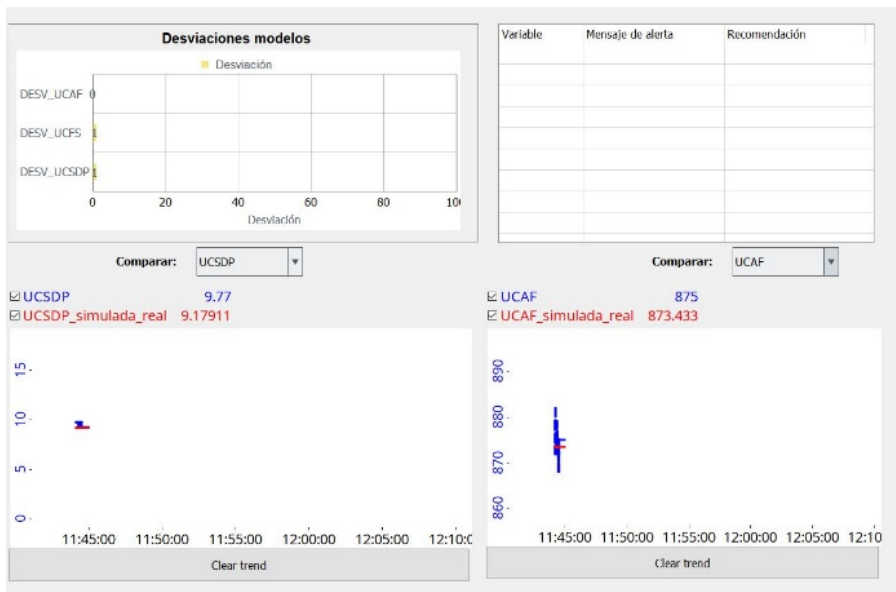 Desviaciones modelos
Desviación
DESV_UCAF 0
DESV_UCFS 1
DESV_UCSDP 1
0 20 40 60 80 10
Desviación
Variable Mensaje de alerta Recomendación
Comparar: UCSDP
UCSDP 9.77
UCSDP_simulada_real 9.17911
15
10
5
0
11:45:00 11:50:00 11:55:00 12:00:00 12:05:00 12:10:0
Clear trend
Comparar: UCAF
UCAF 875
UCAF_simulada_real 873.433
890
880
870
860
11:45:00 11:50:00 11:55:00 12:00:00 12:05:00 12:10
Clear trend